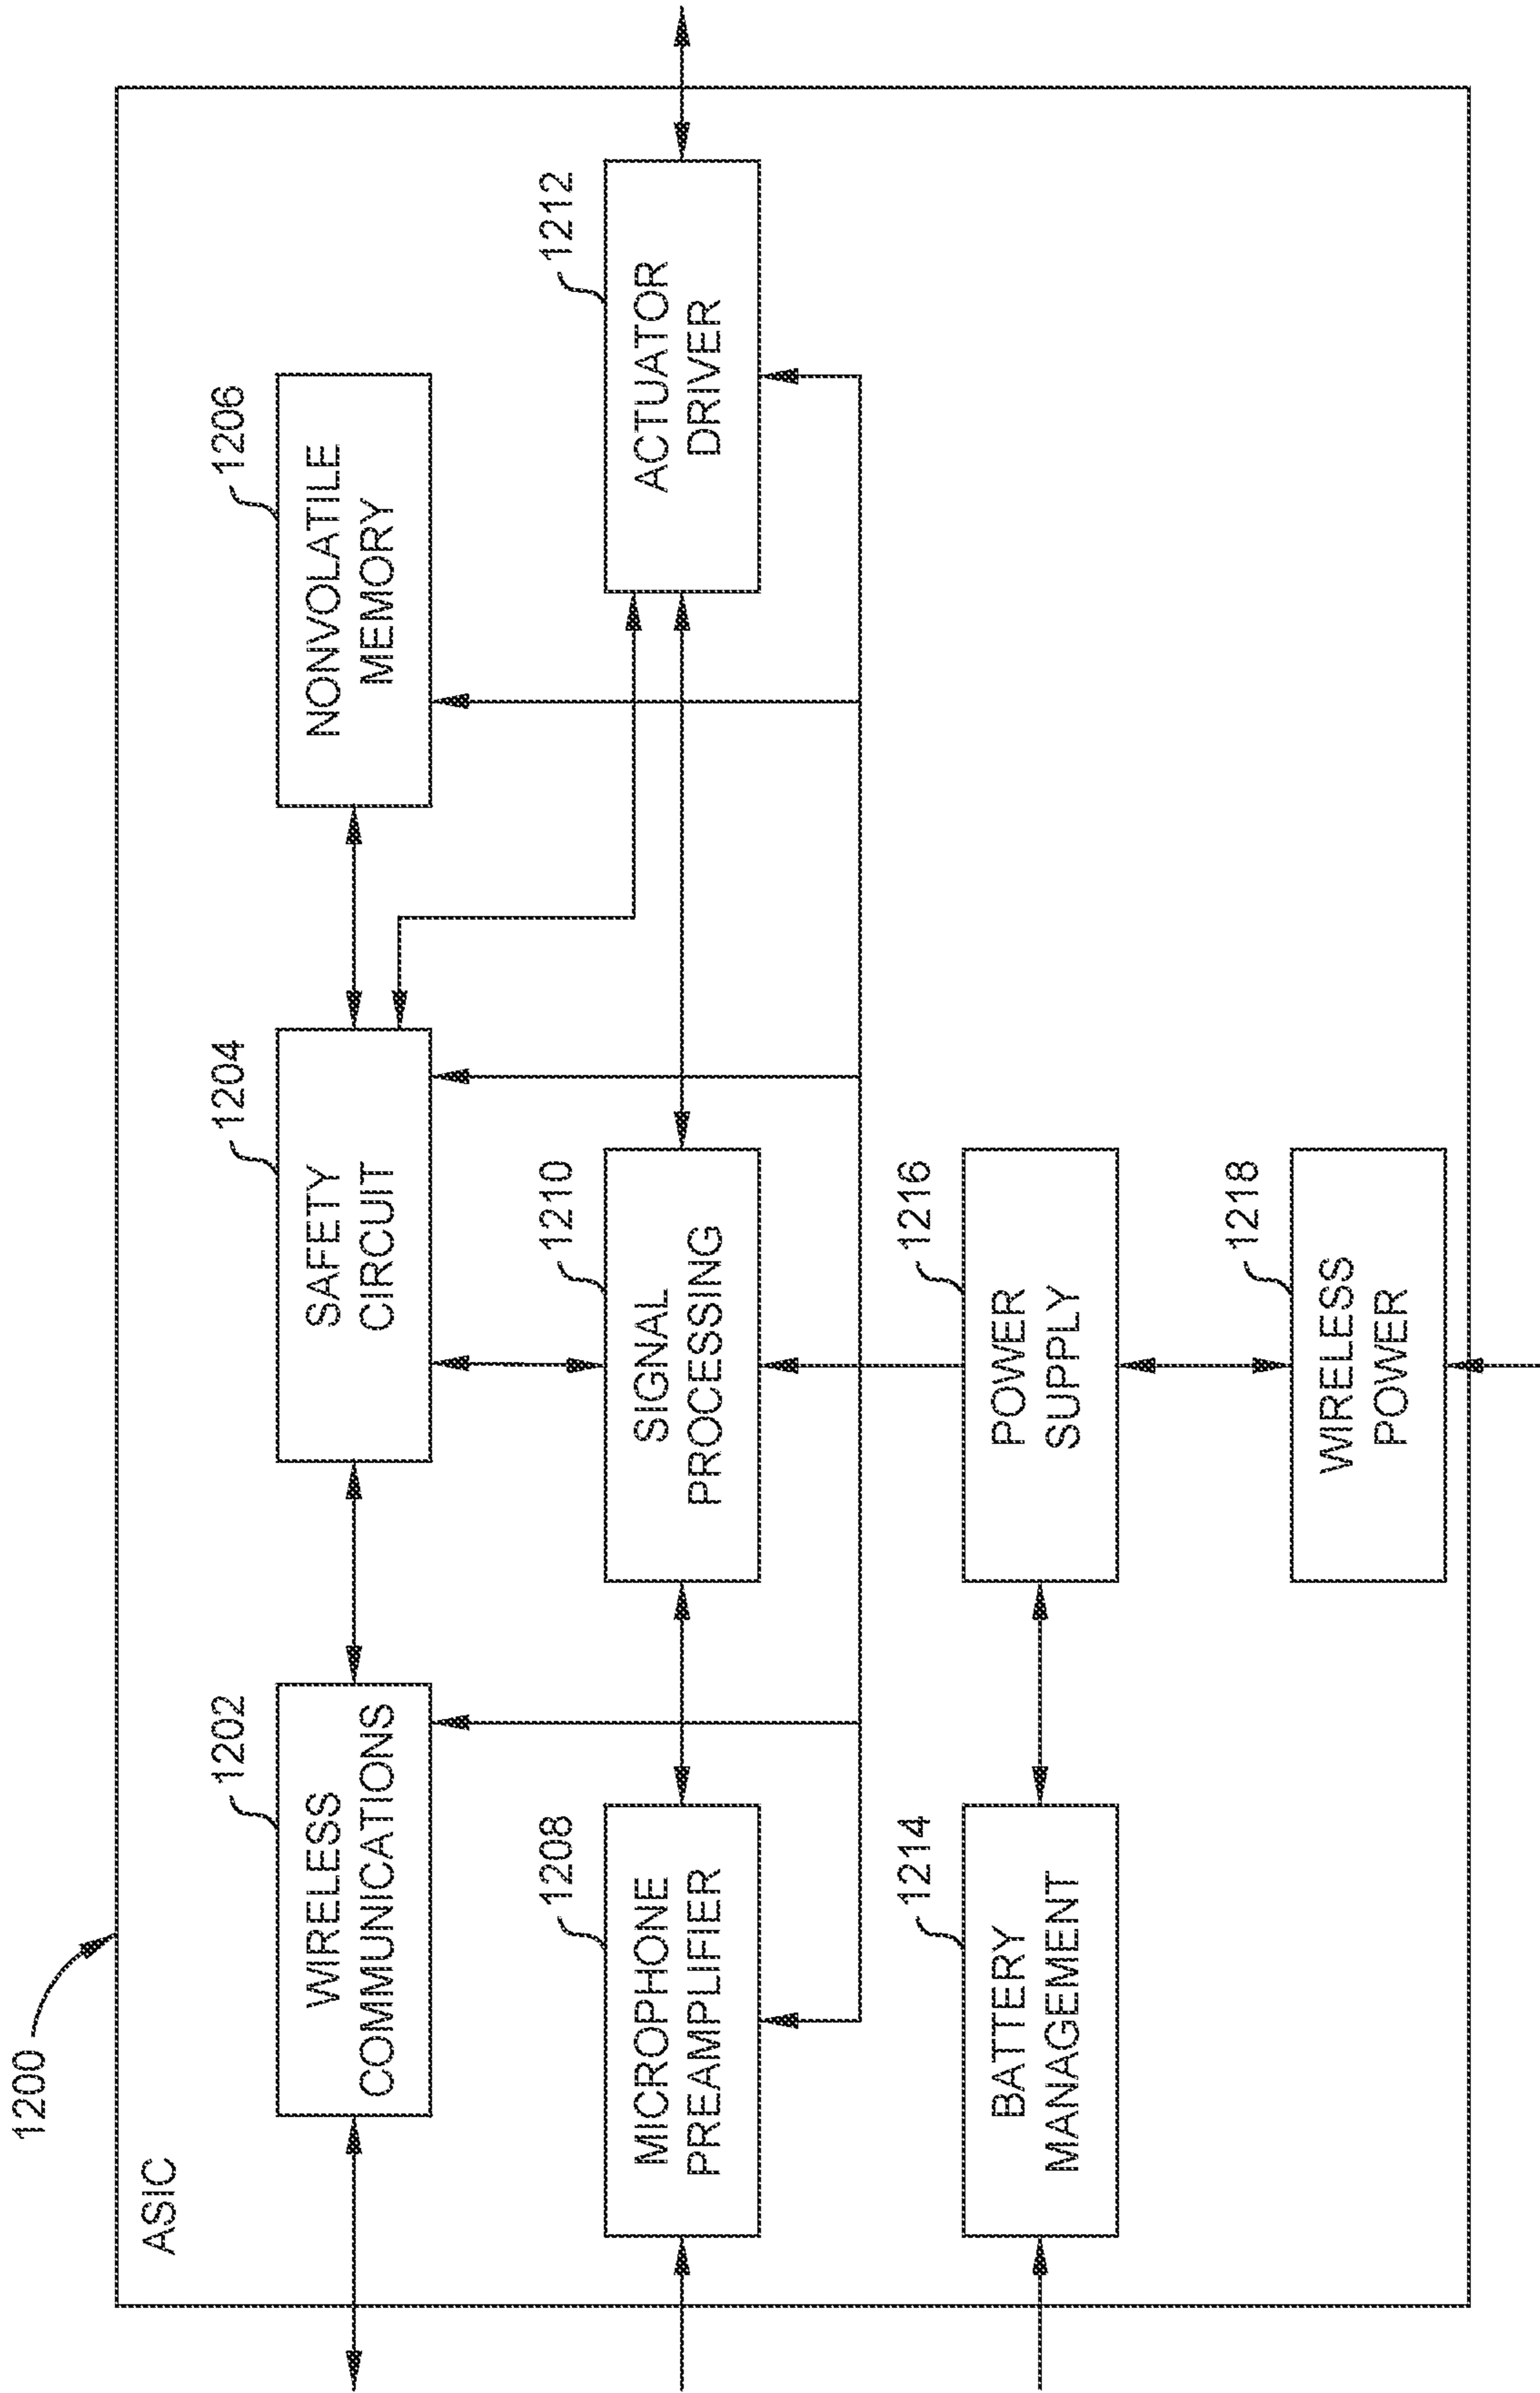 1200
ASIC
1202
WIRELESS
COMMUNICATIONS
1204
SAFETY
CIRCUIT
1206
NONVOLATILE
MEMORY
1208
MICROPHONE
PREAMPLIFIER
1210
SIGNAL
PROCESSING
1212
ACTUATOR
DRIVER
1214
BATTERY
MANAGEMENT
1216
POWER
SUPPLY
1218
WIRELESS
POWER